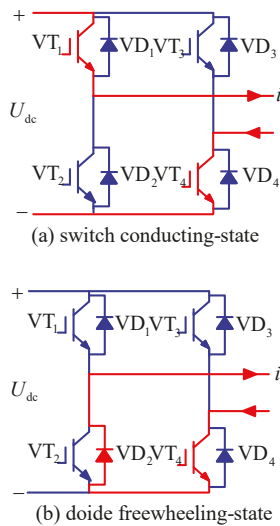 +
VT1 VD1 VT3 VD3
i
Udc
VT2 VD2 VT4 VD4
−
(a) switch conducting-state
+
VT1 VD1 VT3 VD3
i
Udc
VT2 VD2 VT4 VD4
−
(b) doide freewheeling-state